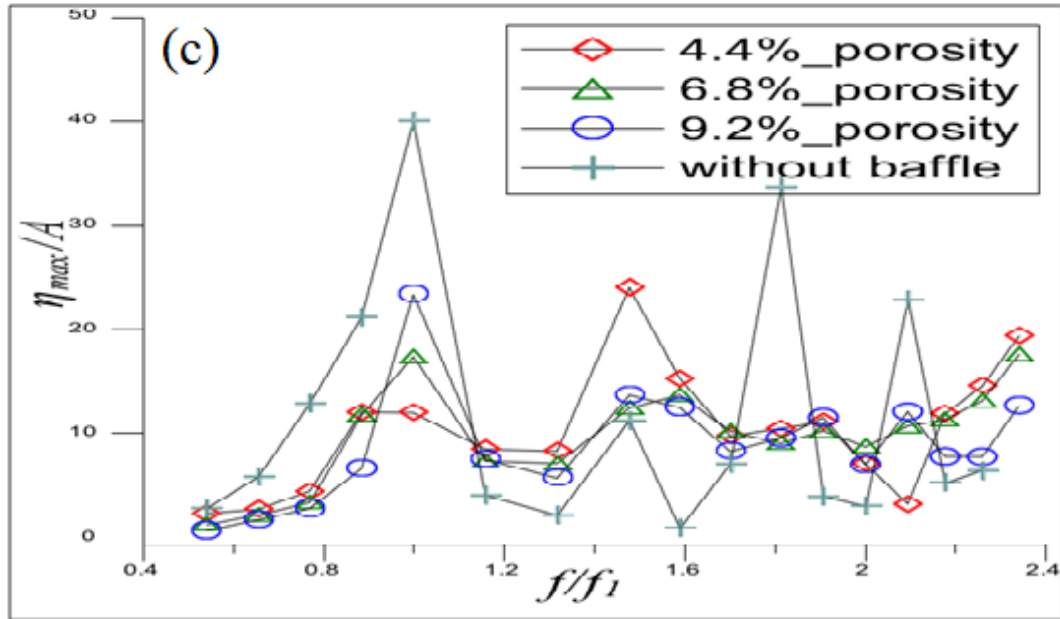 50
(c)
4.4%_porosity
6.8%_porosity
9.2%_porosity
without baffle
40
30
20
10
0
ηmax/A
0.4 0.8 1.2 1.6 2 2.4
f/f1